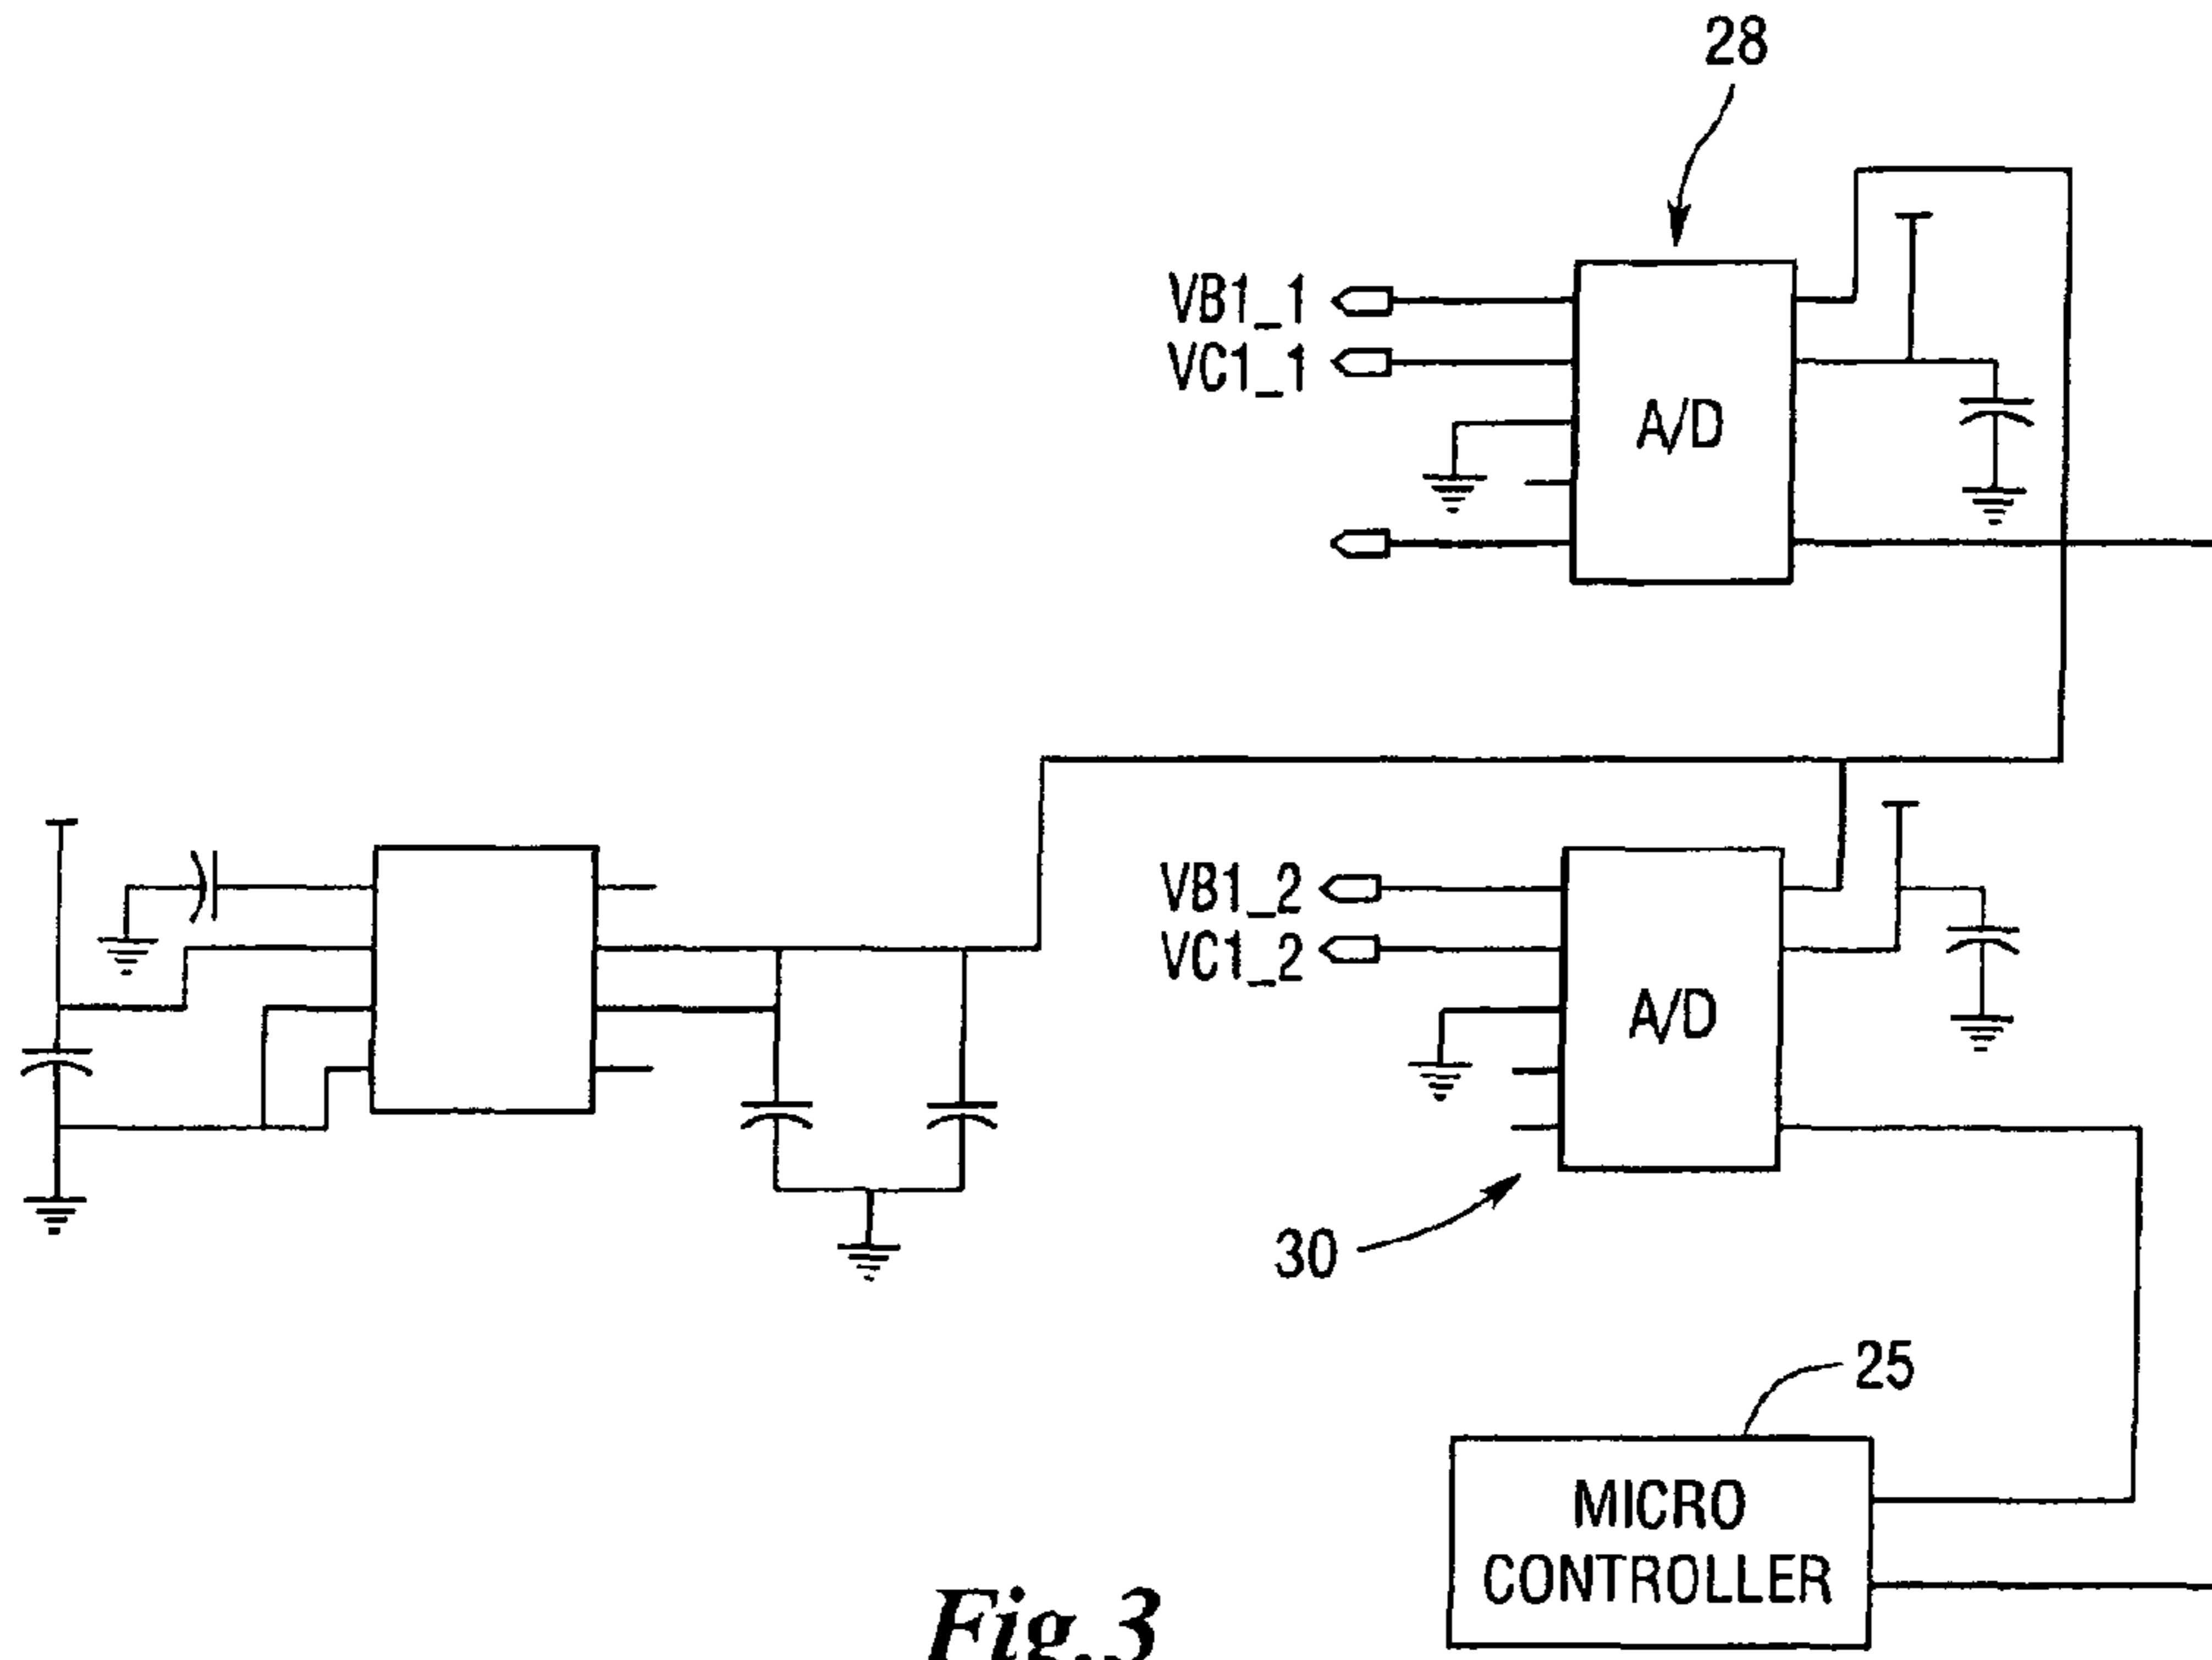 28
VB1_1
VC1_1
A/D
VB1_2
VC1_2
A/D
30
25
MICRO
CONTROLLER
Fig.3